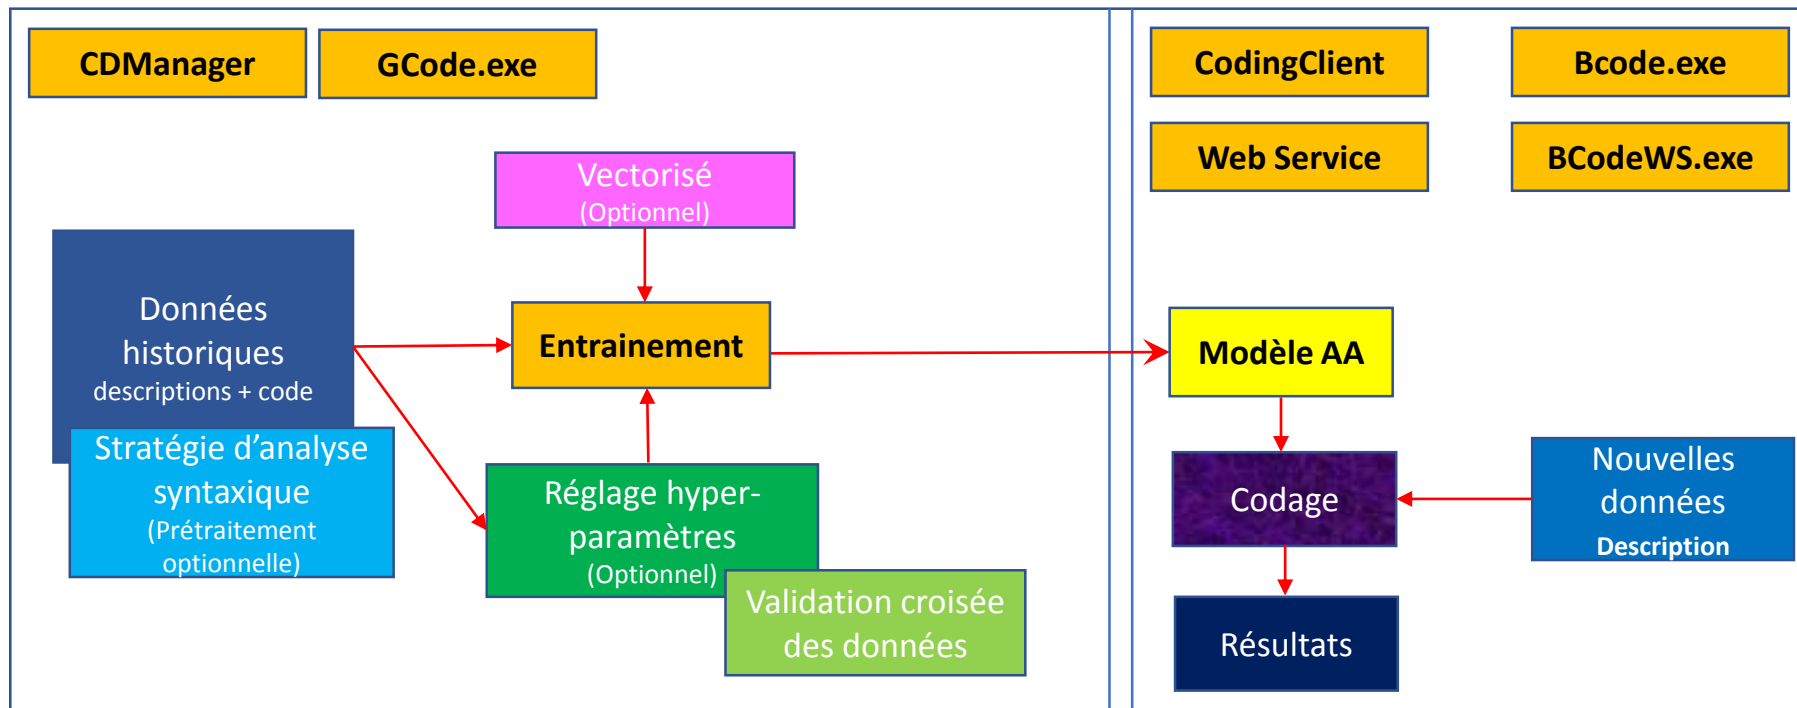 CDManager
GCode.exe
CodingClient
Bcode.exe
Web Service
BCodeWS.exe
Vectorisé
(Optionnel)
Données
historiques
descriptions + code
Stratégie d’analyse
syntaxique
(Prétraitement
optionnelle)
Entrainement
Réglage hyper-
paramètres
(Optionnel)
Validation croisée
des données
Modèle AA
Codage
Nouvelles
données
Description
Résultats